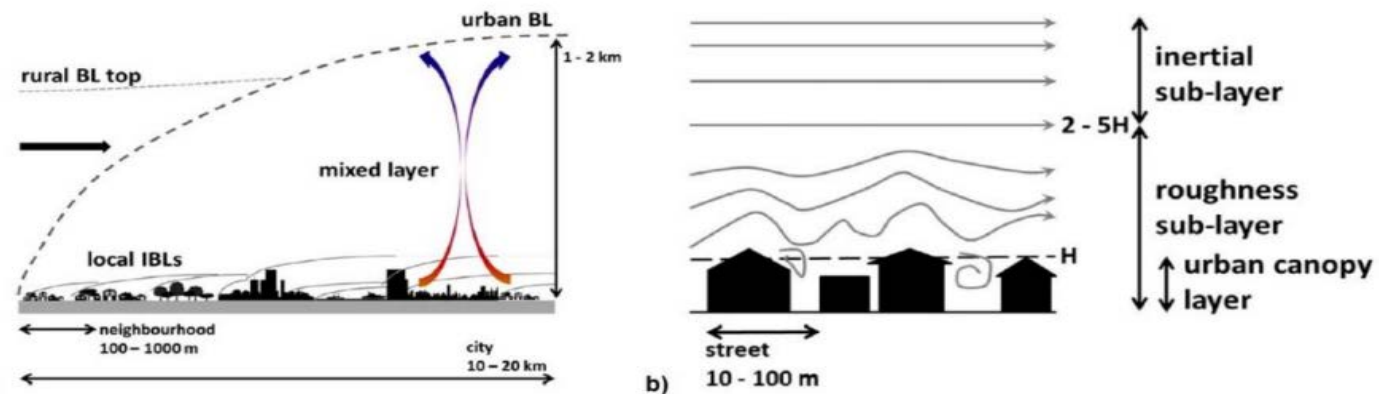 urban BL
1 - 2 km
rural BL top
mixed layer
local IBLs
neighbourhood
100 – 1000 m
city
10 – 20 km
b)
inertial
sub-layer
2 - 5H
roughness
sub-layer
H
urban canopy
layer
street
10 - 100 m